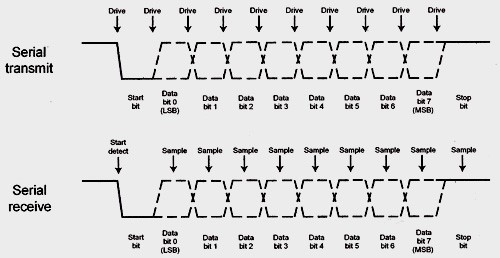 Drive Drive Drive Drive Drive Drive Drive Drive Drive Drive
Serial
transmit
Start
bit
Data
bit 0
(LSB)
Data
bit 1
Data
bit 2
Data
bit 3
Data
bit 4
Data
bit 5
Data
bit 6
Data
bit 7
(MSB)
Stop
bit
Start
detect
Sample Sample Sample Sample Sample Sample Sample Sample Sample
Serial
receive
Start
bit
Data
bit 0
(LSB)
Data
bit 1
Data
bit 2
Data
bit 3
Data
bit 4
Data
bit 5
Data
bit 6
Data
bit 7
(MSB)
Stop
bit